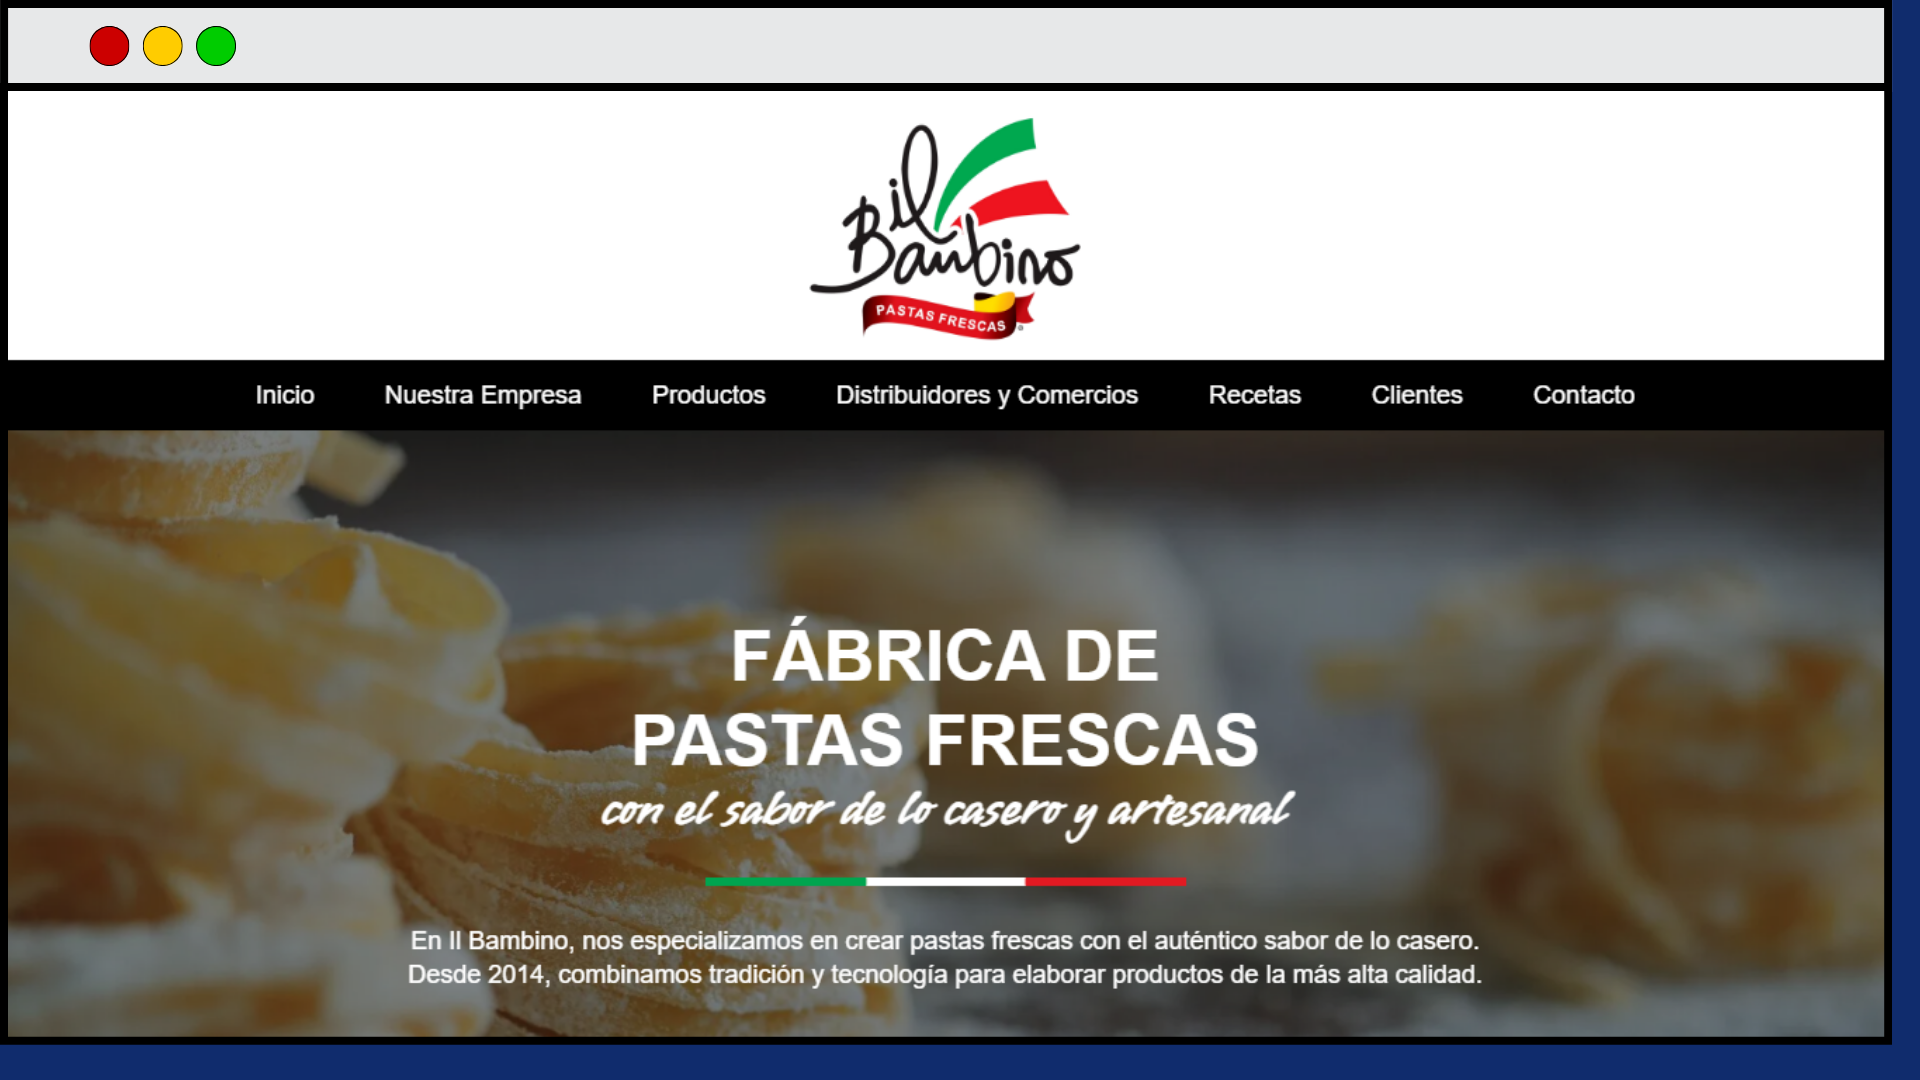 il
Bambino
PASTAS FRESCAS
Inicio Nuestra Empresa Productos Distribuidores y Comercios Recetas Clientes Contacto
FÁBRICA DE
PASTAS FRESCAS
con el sabor de lo casero y artesanal
En Il Bambino, nos especializamos en crear pastas frescas con el auténtico sabor de lo casero.
Desde 2014, combinamos tradición y tecnología para elaborar productos de la más alta calidad.